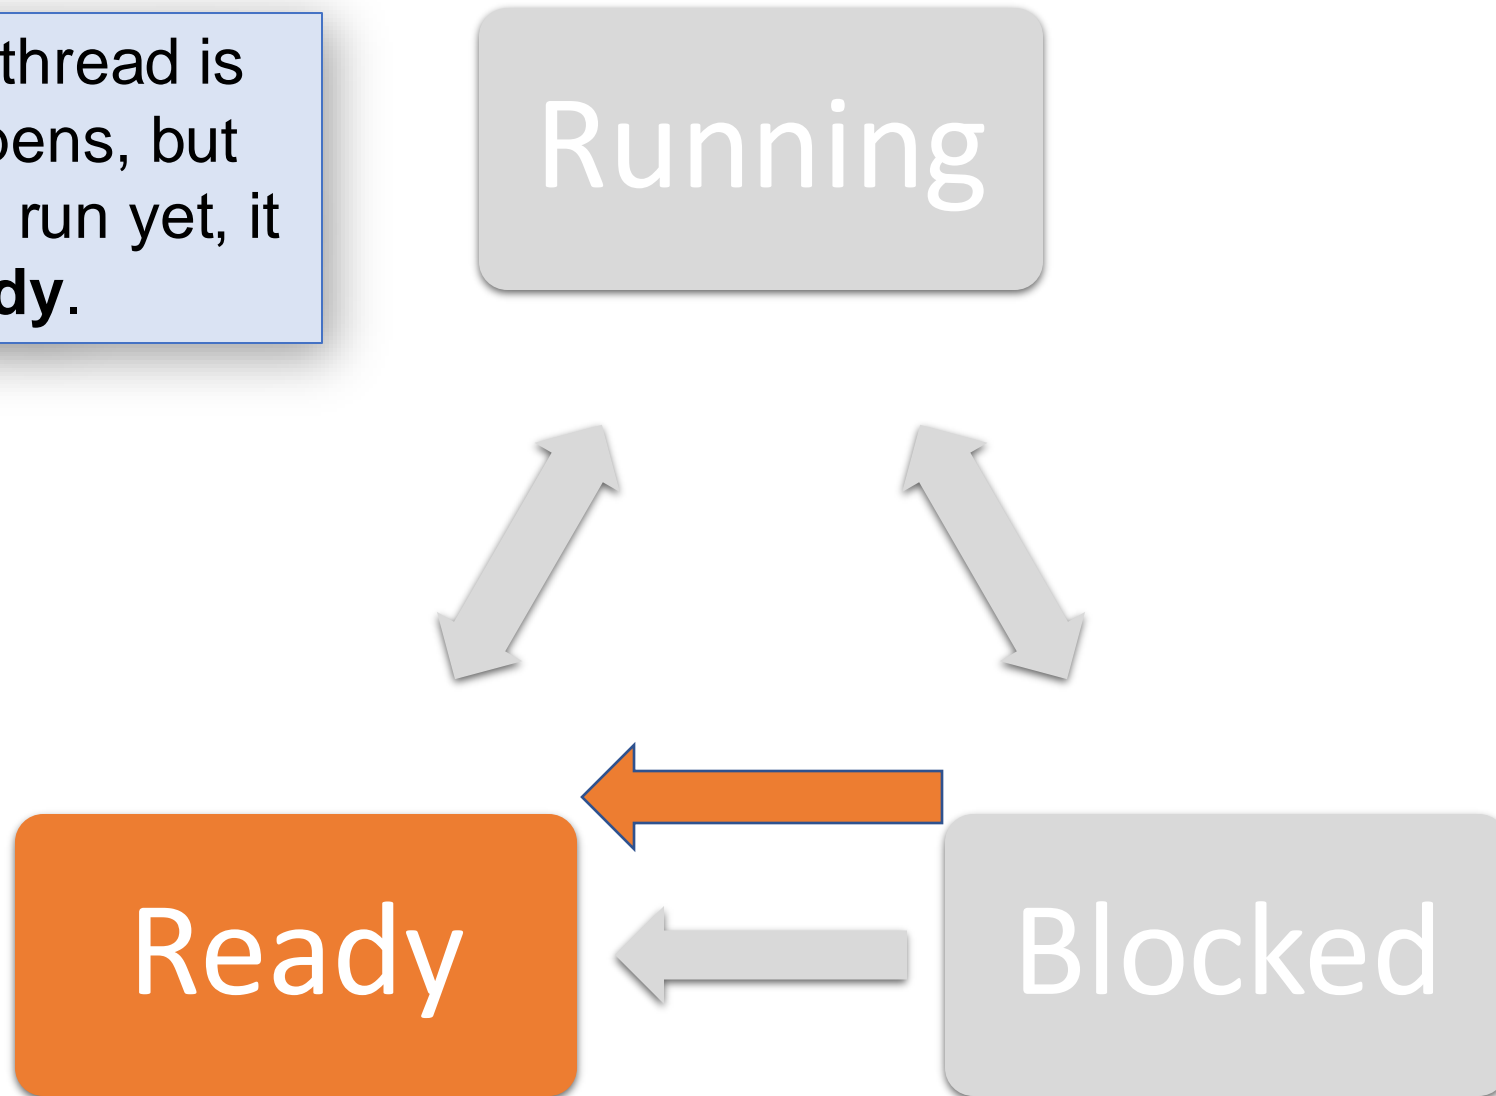 thread is
pens, but
run yet, it
dy.
Running
Ready
Blocked